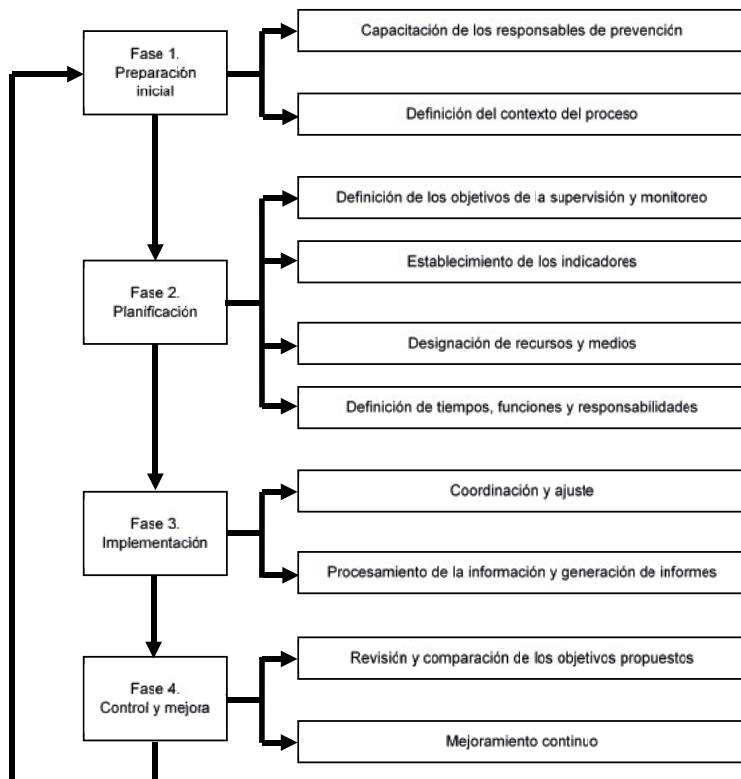 Fase 1.
Preparación
inicial
Capacitación de los responsables de prevención
Definición del contexto del proceso
Fase 2.
Planificación
Definición de los objetivos de la supervisión y monitoreo
Establecimiento de los indicadores
Designación de recursos y medios
Definición de tiempos, funciones y responsabilidades
Fase 3.
Implementación
Coordinación y ajuste
Procesamiento de la información y generación de informes
Fase 4.
Control y mejora
Revisión y comparación de los objetivos propuestos
Mejoramiento continuo